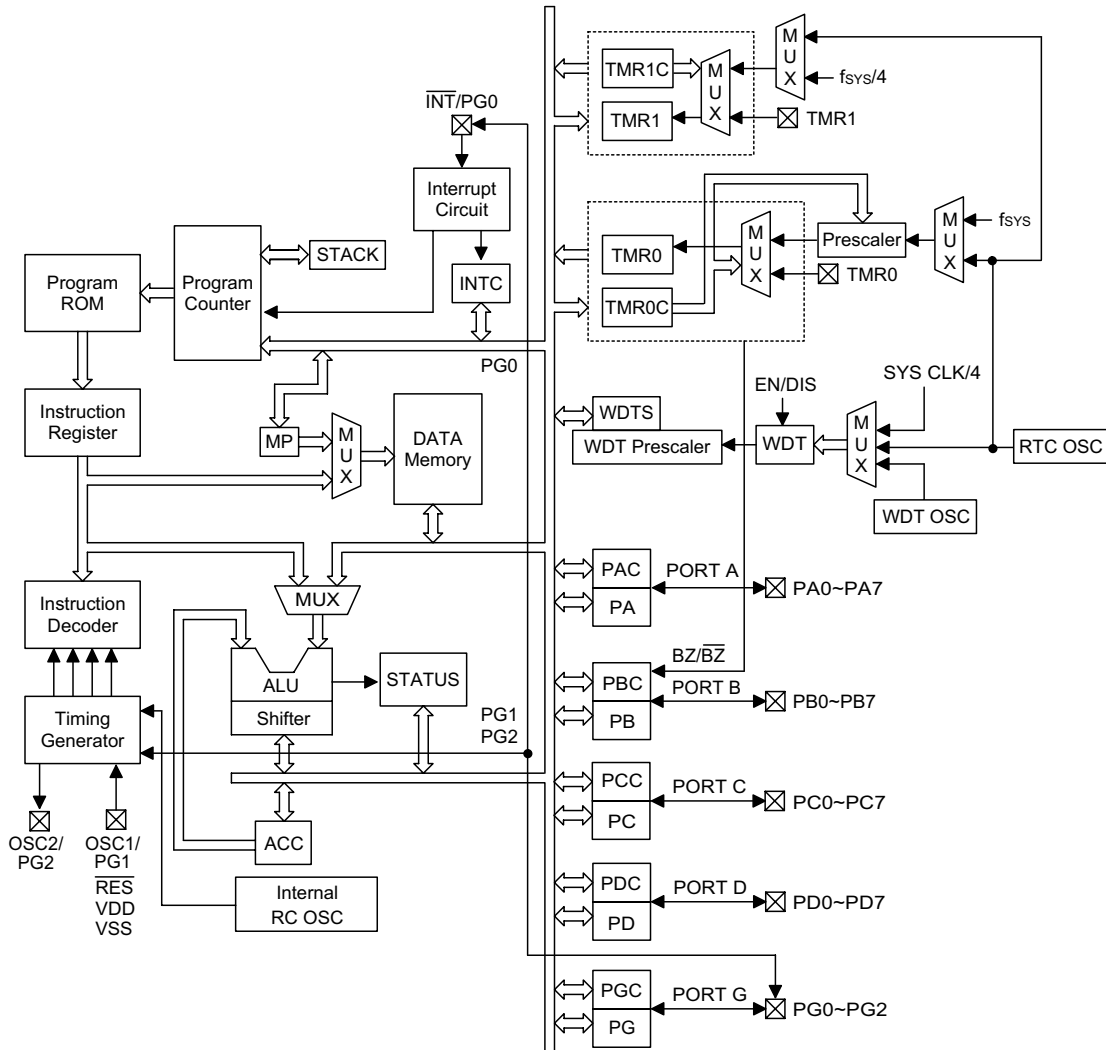 INT/PG0
Interrupt
Circuit
INTC
STACK
Program
ROM
Program
Counter
PG0
Instruction
Register
MP
M
U
X
DATA
Memory
MUX
Instruction
Decoder
ALU
Shifter
STATUS
Timing
Generator
PG1
PG2
OSC2/
PG2
OSC1/
PG1
RES
VDD
VSS
ACC
Internal
RC OSC
TMR1C
TMR1
M
U
X
M
U
X
fSYS/4
TMR1
TMR0
TMR0C
M
U
X
Prescaler
TMR0
M
U
X
fSYS
SYS CLK/4
EN/DIS
WDTS
WDT Prescaler
WDT
M
U
X
RTC OSC
WDT OSC
PAC
PA
PORT A
PA0~PA7
BZ/BZ
PBC
PB
PORT B
PB0~PB7
PCC
PC
PORT C
PC0~PC7
PDC
PD
PORT D
PD0~PD7
PGC
PG
PORT G
PG0~PG2